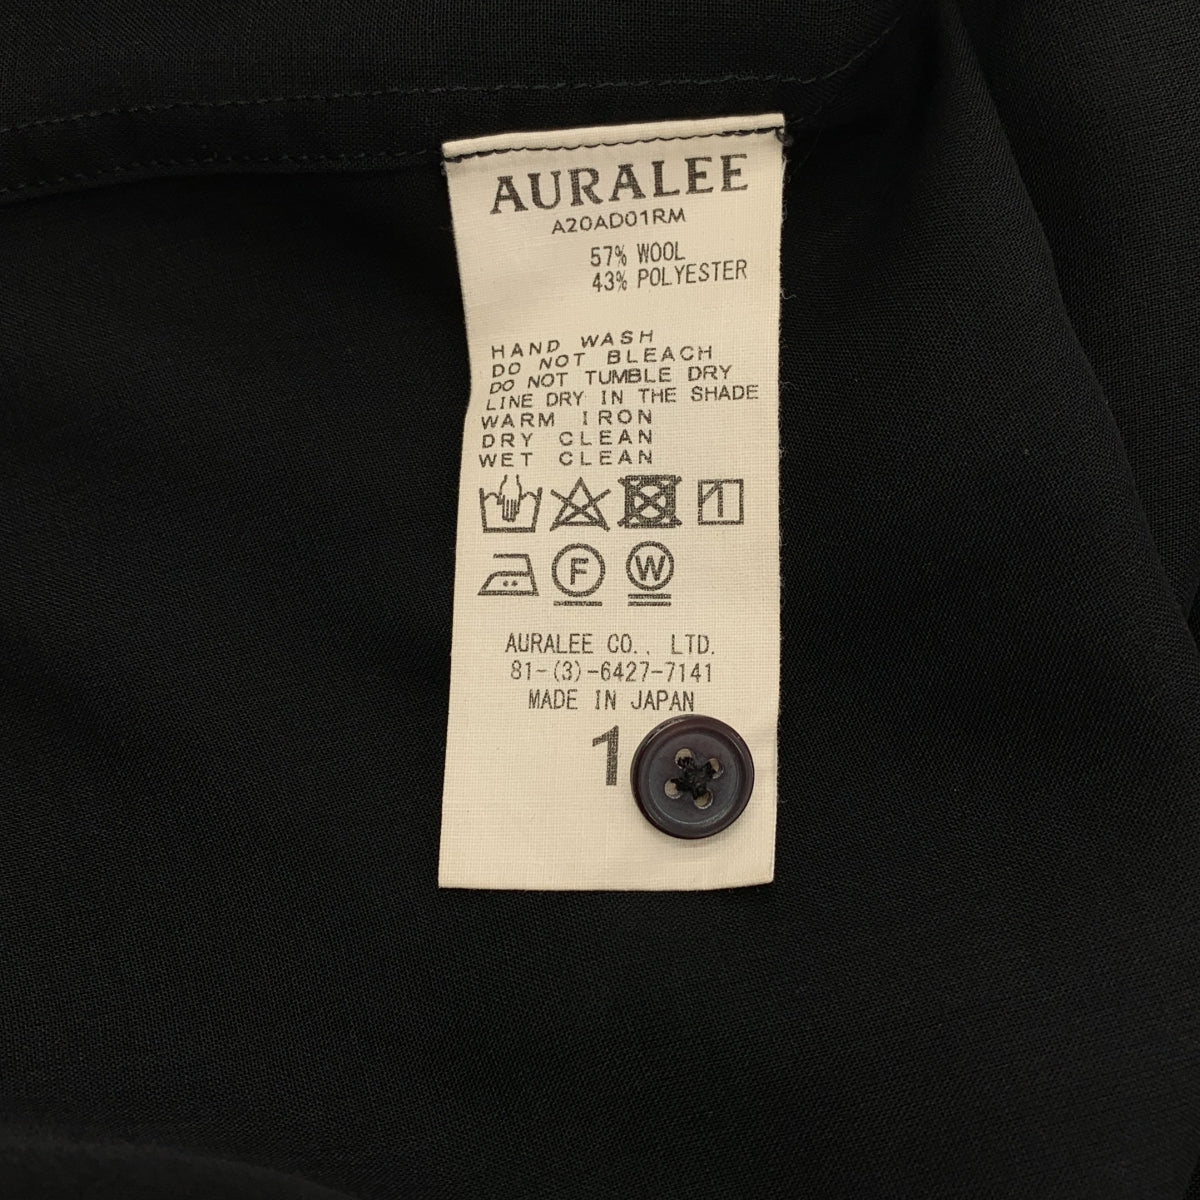 AURALEE
A20AD01RM
57% WOOL
43% POLYESTER
HAND WASH
DO NOT BLEACH
DO NOT TUMBLE DRY
LINE DRY IN THE SHADE
WARM IRON
DRY CLEAN
WET CLEAN
F W
AURALEE CO., LTD.
81-(3)-6427-7141
MADE IN JAPAN
1